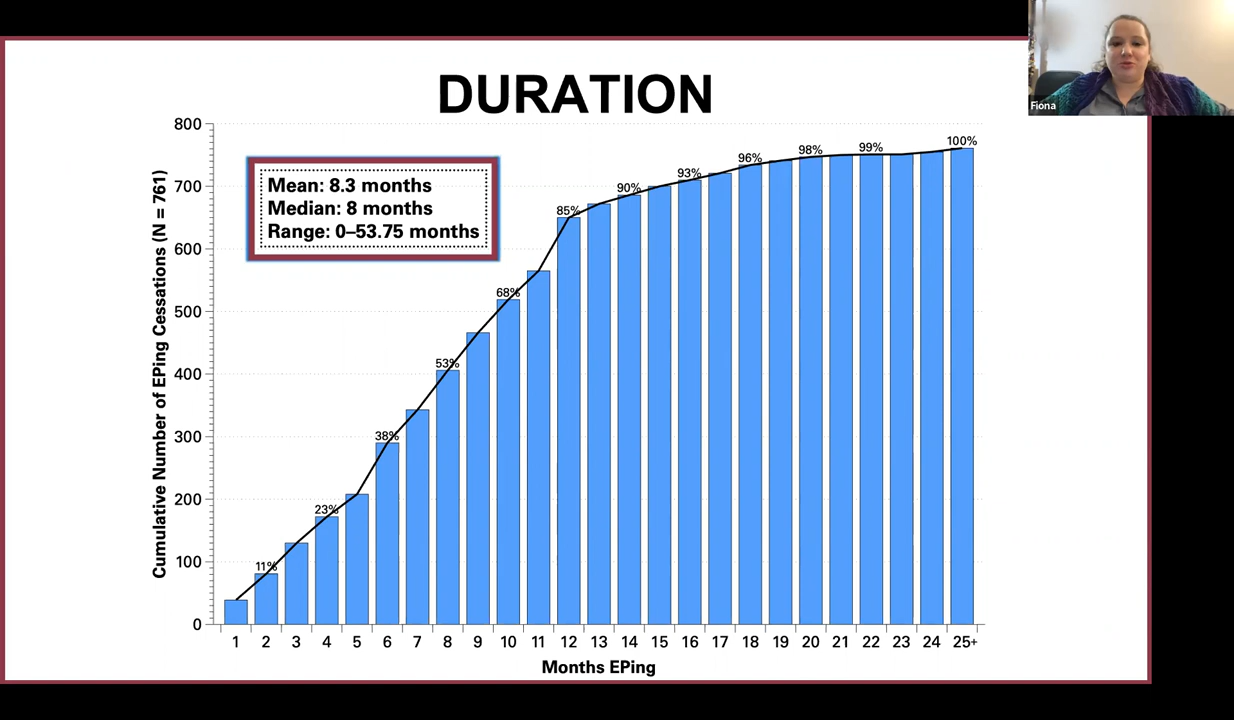 Fiona
DURATION
Mean: 8.3 months
Median: 8 months
Range: 0–53.75 months
Cumulative Number of EPing Cessations (N = 761)
800
700
600
500
400
300
200
100
0
11%
23%
38%
53%
68%
85%
90%
93%
96%
98%
99%
100%
1 2 3 4 5 6 7 8 9 10 11 12 13 14 15 16 17 18 19 20 21 22 23 24 25+
Months EPing